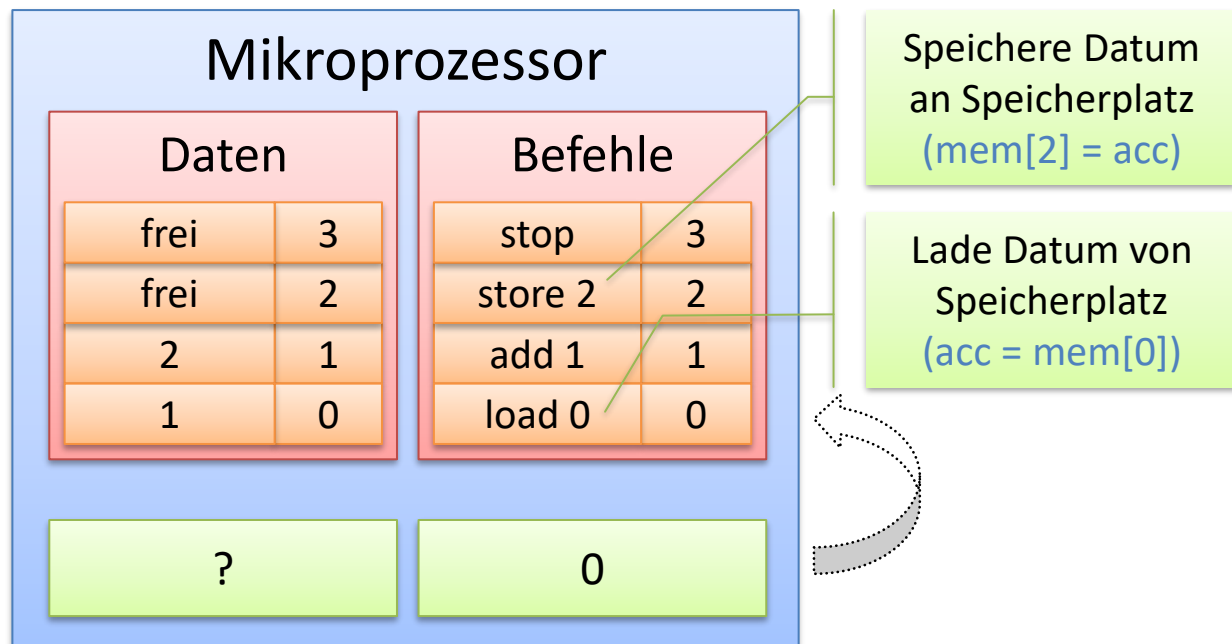 Mikroprozessor
Daten
frei 3
frei 2
2 1
1 0
Befehle
stop 3
store 2 2
add 1 1
load 0 0
? 
0
Speichere Datum
an Speicherplatz
(mem[2] = acc)
Lade Datum von
Speicherplatz
(acc = mem[0])